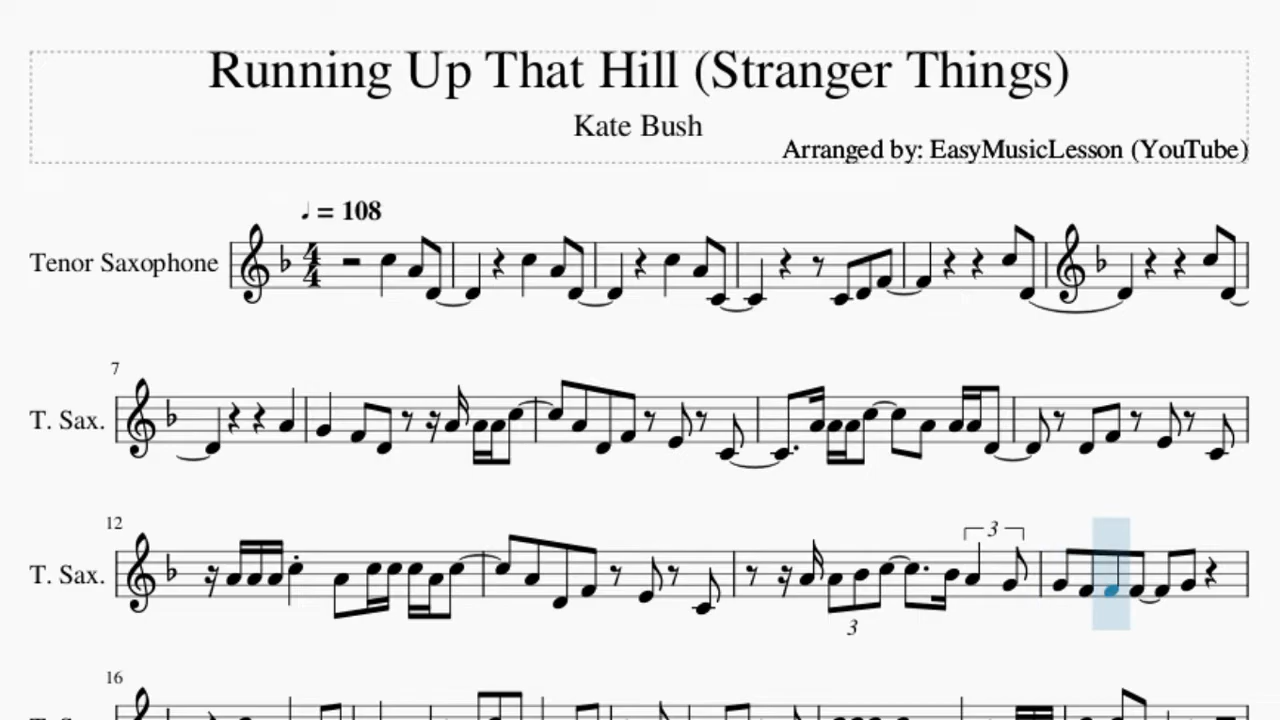 Running Up That Hill (Stranger Things)
Kate Bush
Arranged by: EasyMusicLesson (YouTube)
♩ = 108
Tenor Saxophone
7
T. Sax.
12
T. Sax.
3
3
16